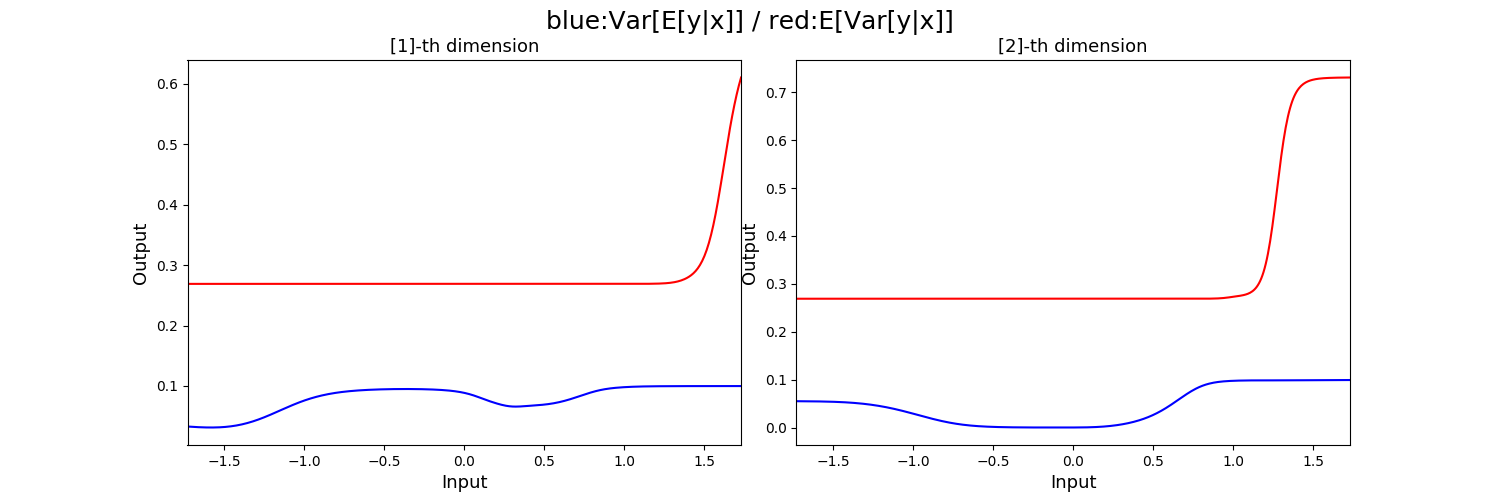 blue:Var[E[y|x]] / red:E[Var[y|x]]
[1]-th dimension
0.6
0.5
0.4
0.3
0.2
0.1
Output
−1.5 −1.0 −0.5 0.0 0.5 1.0 1.5
Input
[2]-th dimension
0.7
0.6
0.5
0.4
0.3
0.2
0.1
0.0
Output
−1.5 −1.0 −0.5 0.0 0.5 1.0 1.5
Input